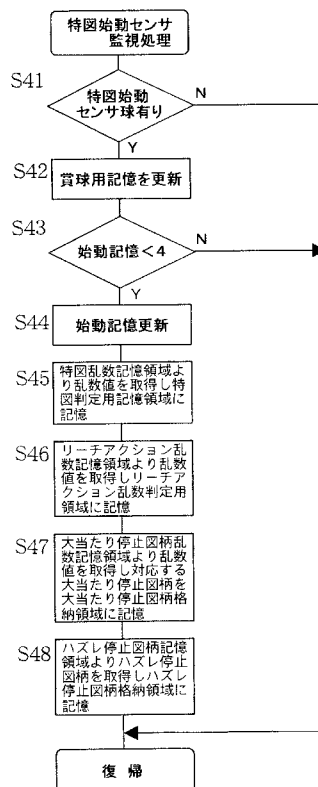 特図始動センサ
監視処理
S41
特図始動
センサ球有り
N
Y
S42
賞球用記憶を更新
S43
始動記憶<4
N
Y
S44
始動記憶更新
S45
特図乱数記憶領域よ
り乱数値を取得し特
図判定用記憶領域に
記憶
S46
リーチアクション乱
数記憶領域より乱数
値を取得しリーチア
クション乱数判定用
領域に記憶
S47
大当たり停止図柄乱
数記憶領域より乱数
値を取得し対応する
大当たり停止図柄を
大当たり停止図柄格
納領域に記憶
S48
ハズレ停止図柄記憶
領域よりハズレ停止
図柄を取得しハズレ
停止図柄格納領域に
記憶
復帰